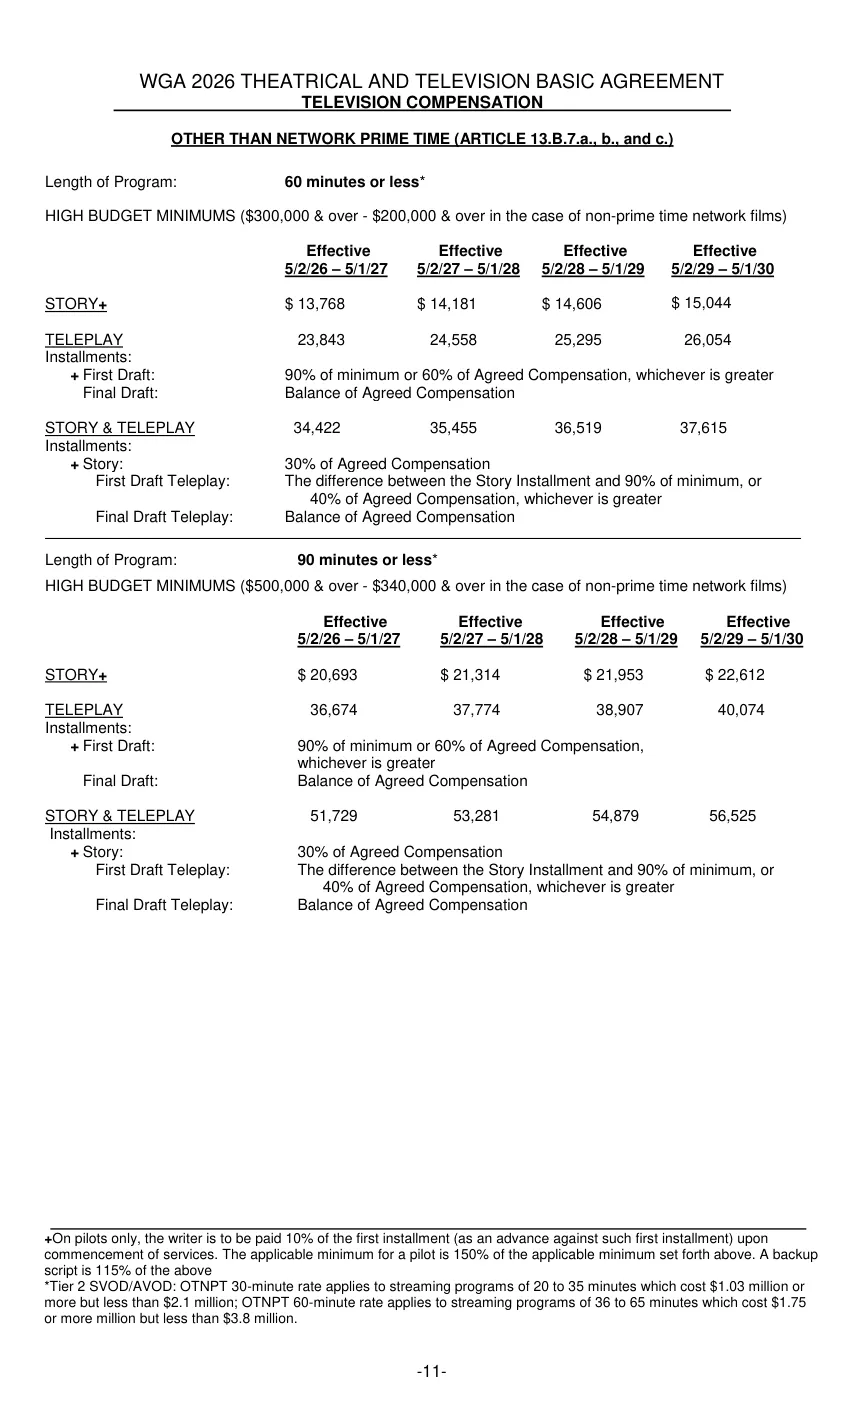 WGA 2026 THEATRICAL AND TELEVISION BASIC AGREEMENT
TELEVISION COMPENSATION
OTHER THAN NETWORK PRIME TIME (ARTICLE 13.B.7.a., b., and c.)
Length of Program: 60 minutes or less*
HIGH BUDGET MINIMUMS ($300,000 & over - $200,000 & over in the case of non-prime time network films)
Effective Effective Effective Effective
5/2/26 – 5/1/27 5/2/27 – 5/1/28 5/2/28 – 5/1/29 5/2/29 – 5/1/30
STORY+ $ 13,768 $ 14,181 $ 14,606 $ 15,044
TELEPLAY 23,843 24,558 25,295 26,054
Installments:
+ First Draft: 90% of minimum or 60% of Agreed Compensation, whichever is greater
Final Draft: Balance of Agreed Compensation
STORY & TELEPLAY 34,422 35,455 36,519 37,615
Installments:
+ Story: 30% of Agreed Compensation
First Draft Teleplay: The difference between the Story Installment and 90% of minimum, or
40% of Agreed Compensation, whichever is greater
Final Draft Teleplay: Balance of Agreed Compensation
Length of Program: 90 minutes or less*
HIGH BUDGET MINIMUMS ($500,000 & over - $340,000 & over in the case of non-prime time network films)
Effective Effective Effective Effective
5/2/26 – 5/1/27 5/2/27 – 5/1/28 5/2/28 – 5/1/29 5/2/29 – 5/1/30
STORY+ $ 20,693 $ 21,314 $ 21,953 $ 22,612
TELEPLAY 36,674 37,774 38,907 40,074
Installments:
+ First Draft: 90% of minimum or 60% of Agreed Compensation,
whichever is greater
Final Draft: Balance of Agreed Compensation
STORY & TELEPLAY 51,729 53,281 54,879 56,525
Installments:
+ Story: 30% of Agreed Compensation
First Draft Teleplay: The difference between the Story Installment and 90% of minimum, or
40% of Agreed Compensation, whichever is greater
Final Draft Teleplay: Balance of Agreed Compensation
+On pilots only, the writer is to be paid 10% of the first installment (as an advance against such first installment) upon
commencement of services. The applicable minimum for a pilot is 150% of the applicable minimum set forth above. A backup
script is 115% of the above
*Tier 2 SVOD/AVOD: OTNPT 30-minute rate applies to streaming programs of 20 to 35 minutes which cost $1.03 million or
more but less than $2.1 million; OTNPT 60-minute rate applies to streaming programs of 36 to 65 minutes which cost $1.75
or more million but less than $3.8 million.
-11-